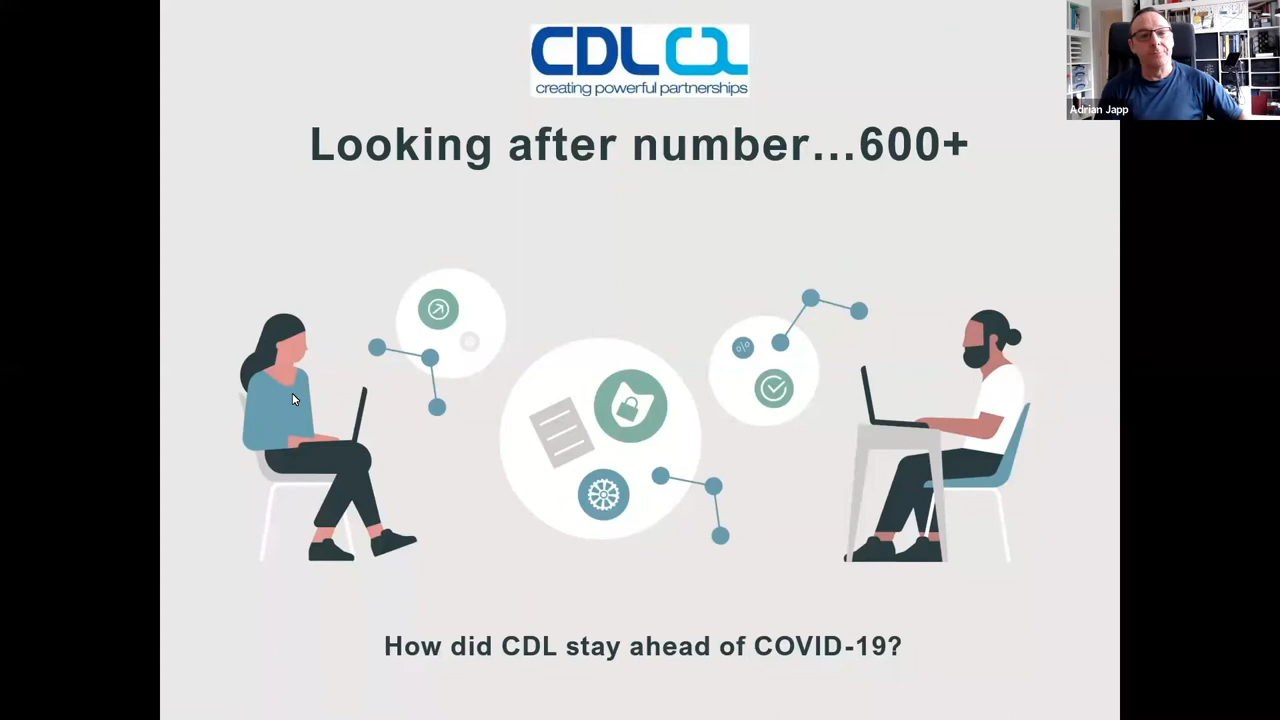 CDL
creating powerful partnerships
Adrian Japp
Looking after number...600+
How did CDL stay ahead of COVID-19?